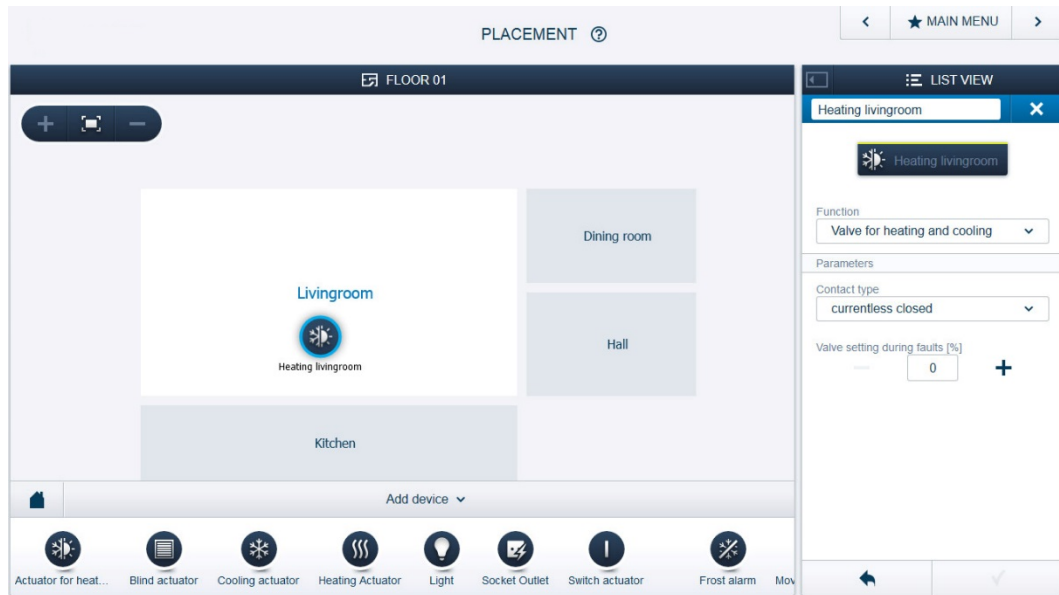 PLACEMENT ?
MAIN MENU
FLOOR 01
LIST VIEW
Heating livingroom
Heating livingroom
Function
Valve for heating and cooling
Parameters
Contact type
currentless closed
Valve setting during faults [%]
0
Dining room
Livingroom
Heating livingroom
Hall
Kitchen
Add device
Actuator for heat...
Blind actuator
Cooling actuator
Heating Actuator
Light
Socket Outlet
Switch actuator
Frost alarm
Mov